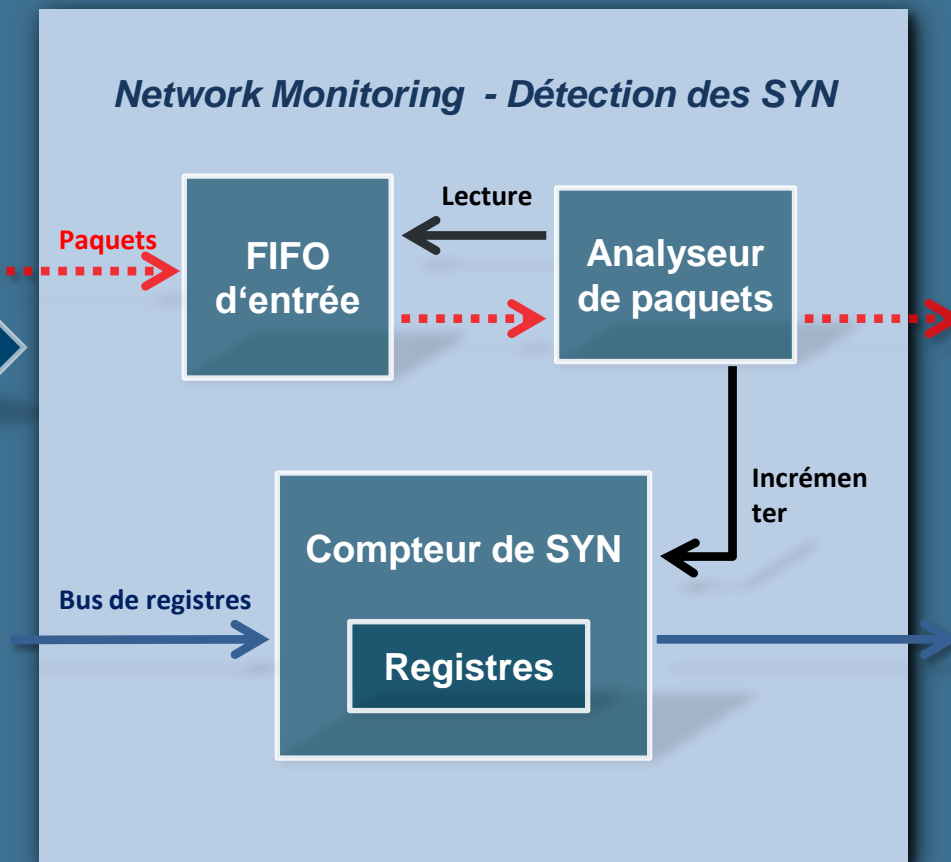 Network Monitoring - Détection des SYN
Lecture
Paquets
FIFO
d‘entrée
Analyseur
de paquets
Incrémen
ter
Compteur de SYN
Bus de registres
Registres